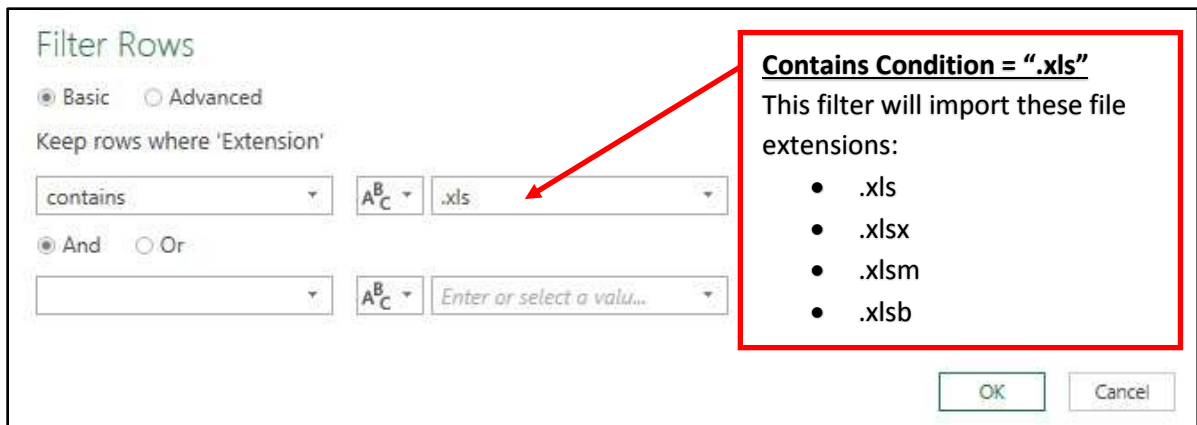 Filter Rows
Basic Advanced
Keep rows where 'Extension'
contains ABC .xls
And Or
ABC Enter or select a valu...
Contains Condition = “.xls”
This filter will import these file
extensions:
• .xls
• .xlsx
• .xlsm
• .xlsb
OK Cancel